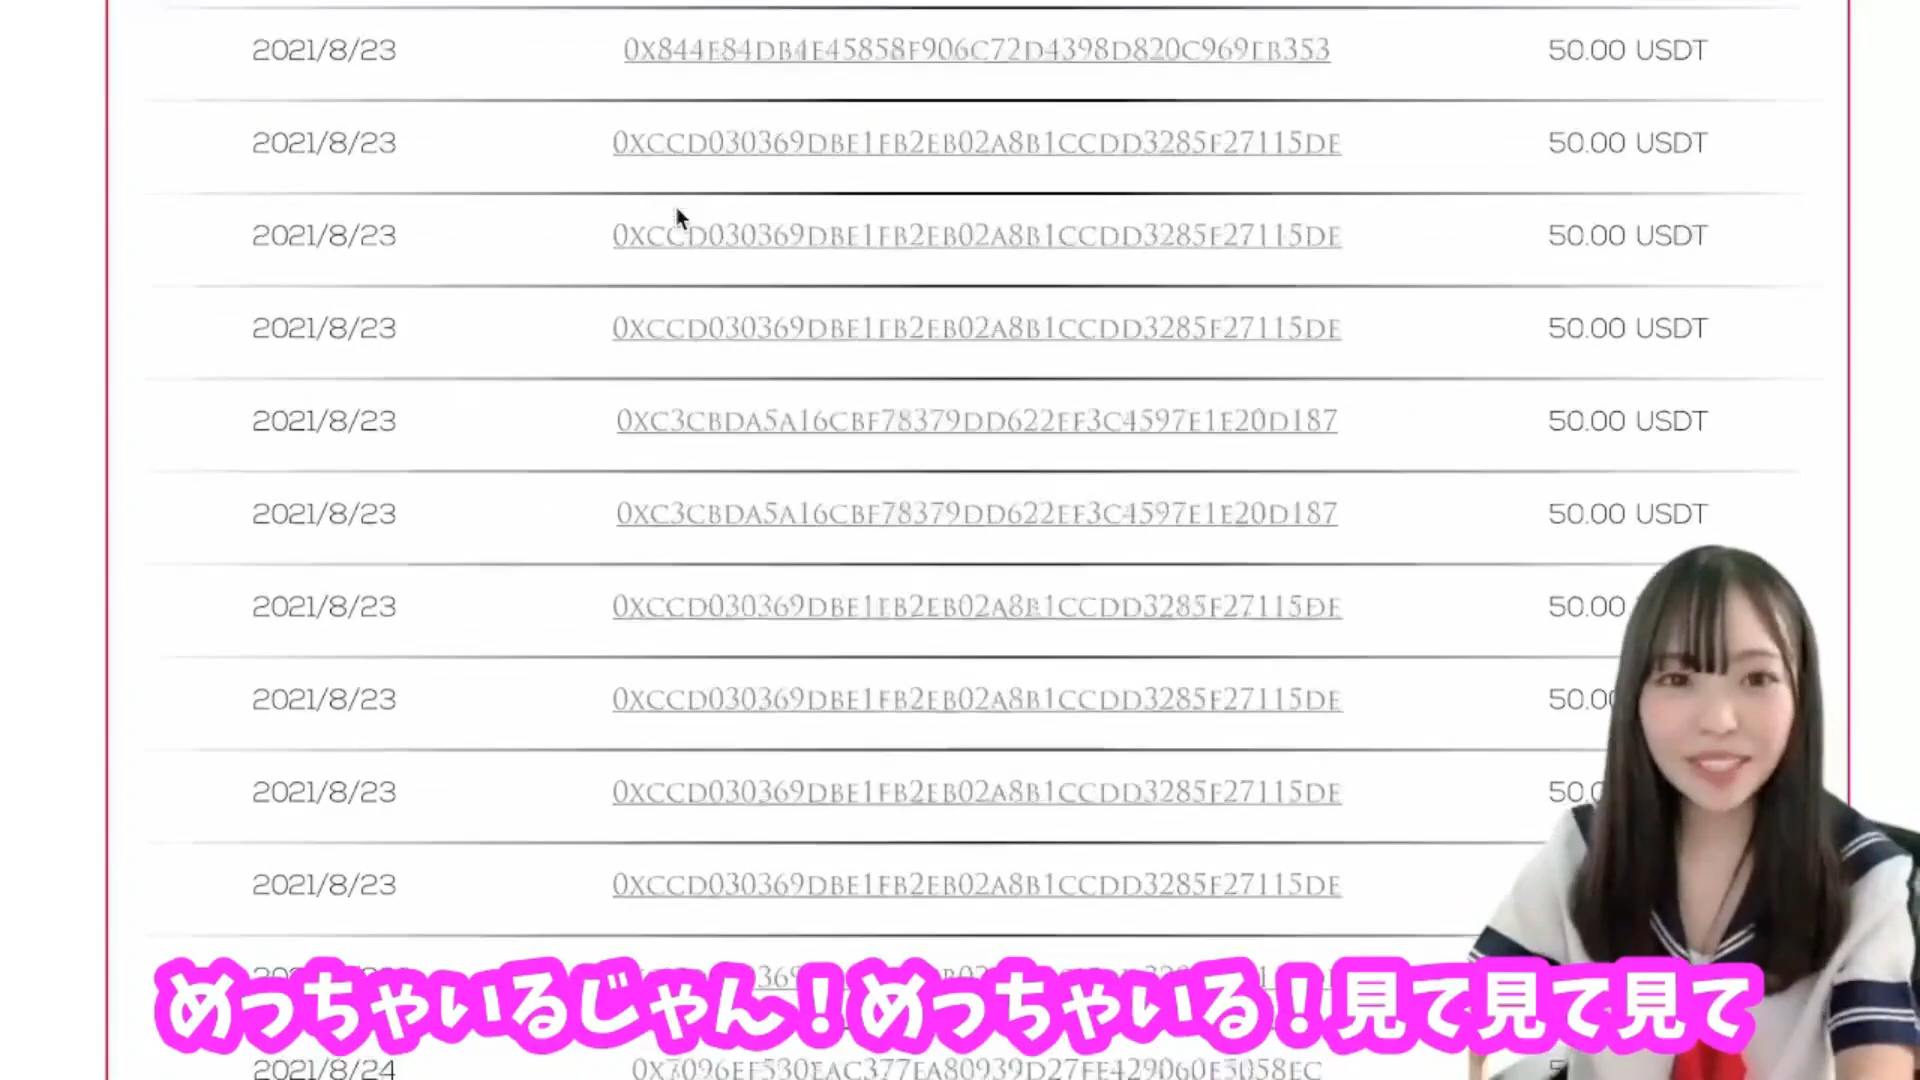 2021/8/23 0X844E84DB4E45858F906C72D4398D820C969EB353 50.00 USDT
2021/8/23 0XCCD030369DBE1FB2EB02A8B1CCDD3285F27115DE 50.00 USDT
2021/8/23 0XCCD030369DBE1FB2EB02A8B1CCDD3285F27115DE 50.00 USDT
2021/8/23 0XCCD030369DBE1FB2EB02A8B1CCDD3285F27115DE 50.00 USDT
2021/8/23 0XC3CBDA5A16CBF78379DD622EF3C4597E1E20D187 50.00 USDT
2021/8/23 0XC3CBDA5A16CBF78379DD622EF3C4597E1E20D187 50.00 USDT
2021/8/23 0XCCD030369DBE1FB2EB02A8B1CCDD3285F27115DE 50.00
2021/8/23 0XCCD030369DBE1FB2EB02A8B1CCDD3285F27115DE
2021/8/23 0XCCD030369DBE1FB2EB02A8B1CCDD3285F27115DE
2021/8/23 0XCCD030369DBE1FB2EB02A8B1CCDD3285F27115DE
めっちゃいるじゃん！めっちゃいる！見て見て見て
2021/8/24